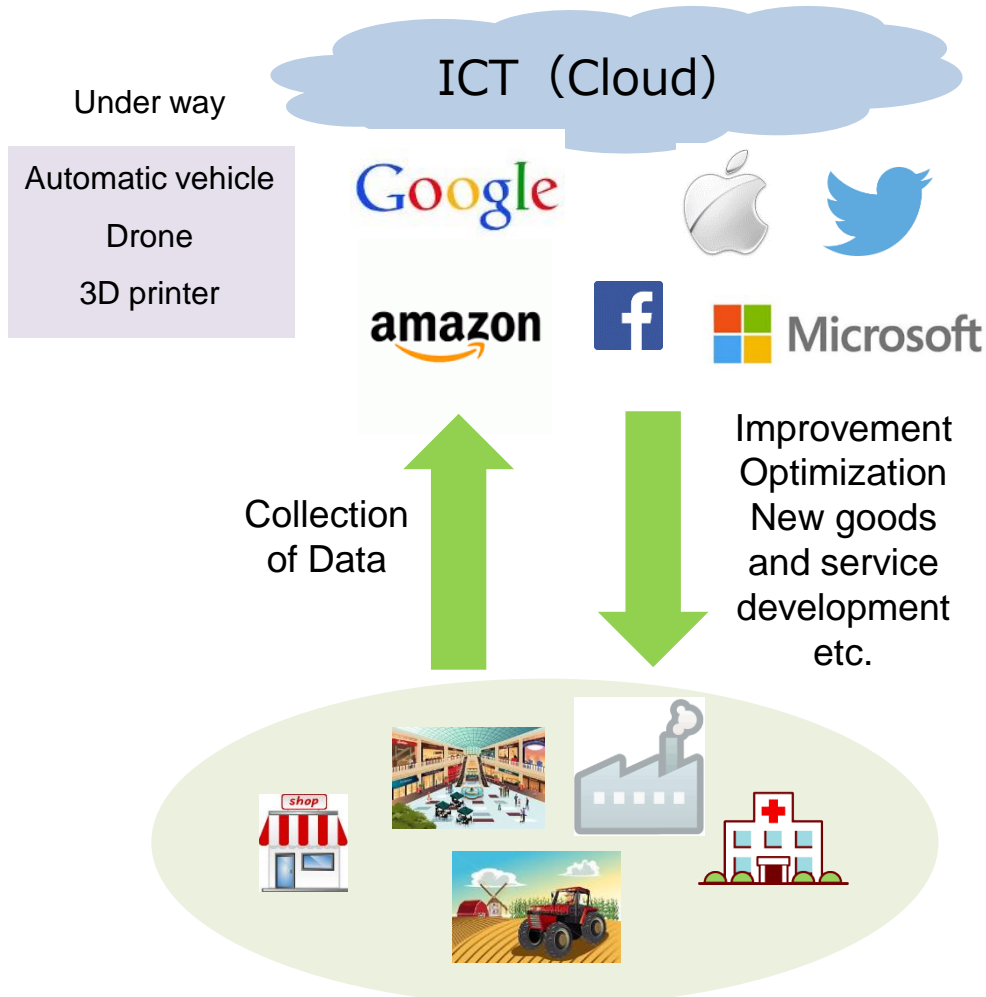 ICT（Cloud）
Under way
Automatic vehicle
Drone
3D printer
Google
amazon
f
Microsoft
Collection
of Data
Improvement
Optimization
New goods
and service
development
etc.
shop